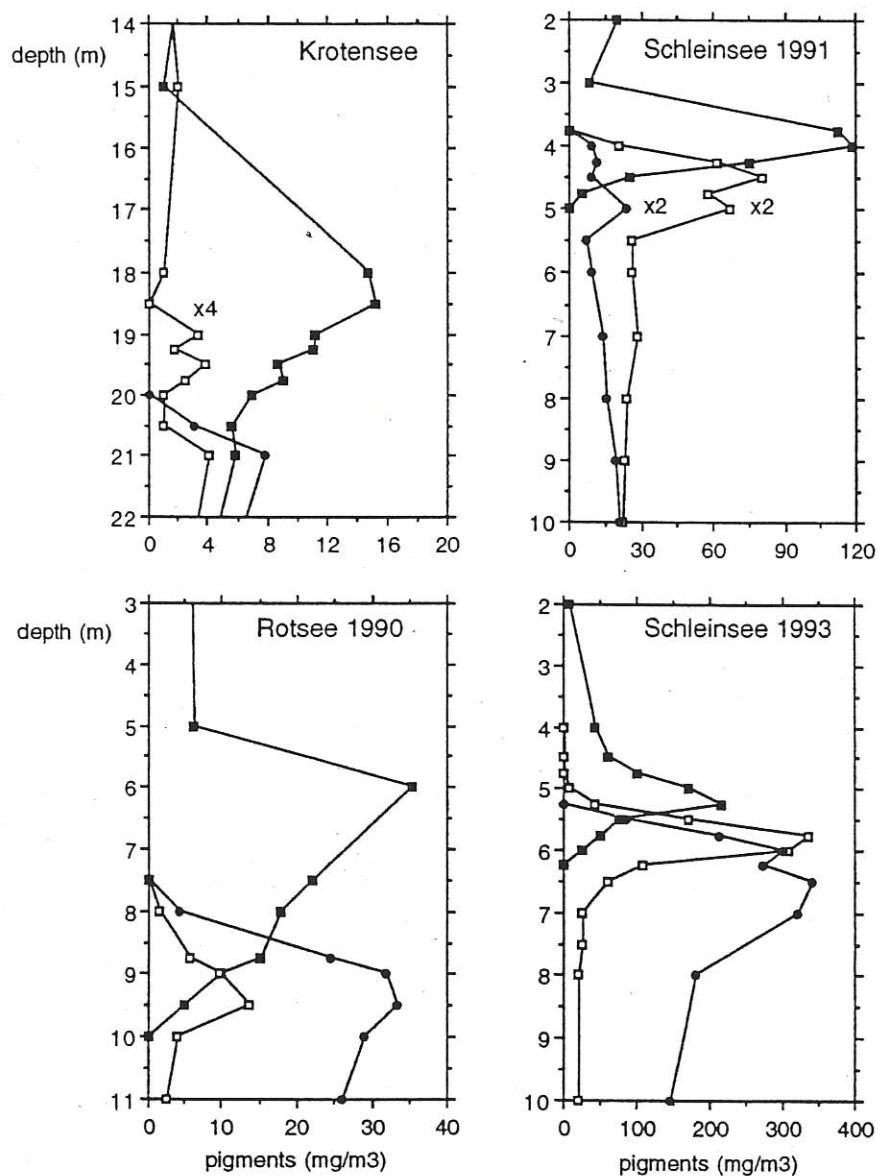 depth (m)
Krotensee
14
15
16
17
18
19
20
21
22
x4
0 4 8 12 16 20
Schleinsee 1991
2
3
4
5
6
7
8
9
10
x2 x2
0 30 60 90 120
depth (m)
Rotsee 1990
3
4
5
6
7
8
9
10
11
0 10 20 30 40
pigments (mg/m3)
Schleinsee 1993
2
2
4
5
6
7
8
9
10
0 100 200 300 400
pigments (mg/m3)